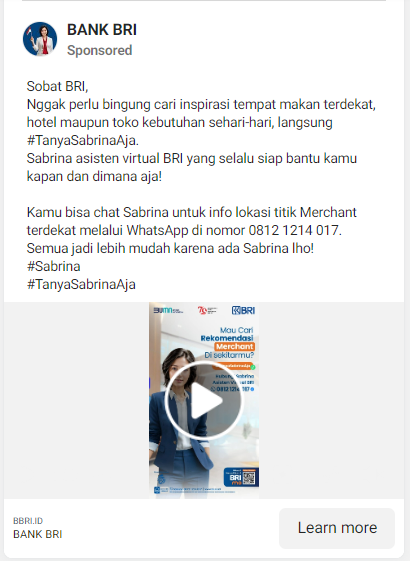 BANK BRI
Sponsored
Sobat BRI,
Nggak perlu bingung cari inspirasi tempat makan terdekat,
hotel maupun toko kebutuhan sehari-hari, langsung
#TanyaSabrinaAja.
Sabrina asisten virtual BRI yang selalu siap bantu kamu
kapan dan dimana aja!
Kamu bisa chat Sabrina untuk info lokasi titik Merchant
terdekat melalui WhatsApp di nomor 0812 1214 017.
Semua jadi lebih mudah karena ada Sabrina lho!
#Sabrina
#TanyaSabrinaAja
BRI
Mau Cari
Rekomendasi
Merchant
Di sekitarmu?
BRI
BBRI.ID
BANK BRI
Learn more